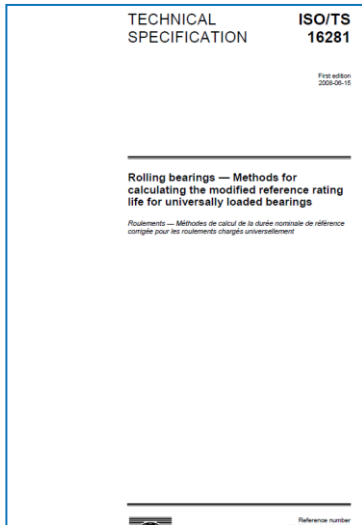 TECHNICAL
SPECIFICATION
ISO/TS
16281
First edition
2008-06-15
Rolling bearings — Methods for
calculating the modified reference rating
life for universally loaded bearings
Roulements — Méthodes de calcul de la durée nominale de référence
corrigée pour les roulements chargés universellement
Reference number